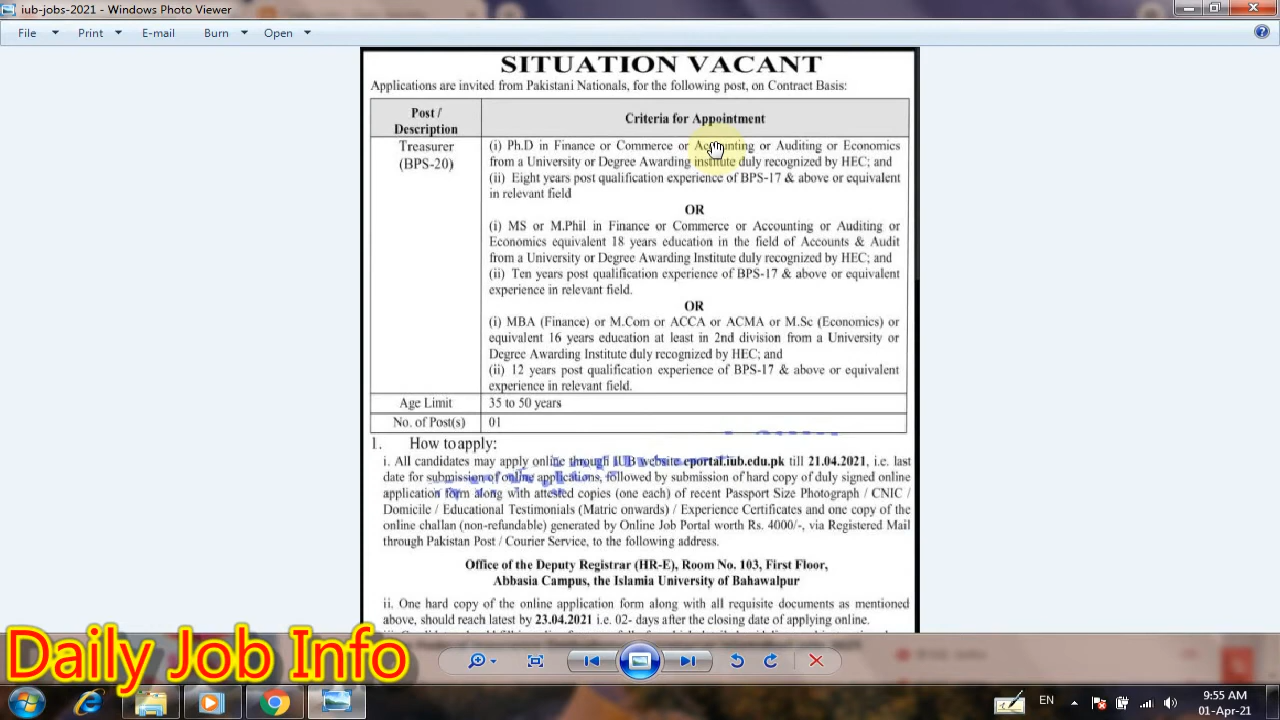 iub-jobs-2021 - Windows Photo Viewer
File Print E-mail Burn Open
SITUATION VACANT
Applications are invited from Pakistani Nationals, for the following post, on Contract Basis:
Post / Description
Criteria for Appointment
Treasurer
(BPS-20)
(i) Ph.D in Finance or Commerce or Accounting or Auditing or Economics
from a University or Degree Awarding institute duly recognized by HEC; and
(ii) Eight years post qualification experience of BPS-17 & above or equivalent
in relevant field
OR
(i) MS or M.Phil in Finance or Commerce or Accounting or Auditing or
Economics equivalent 18 years education in the field of Accounts & Audit
from a University or Degree Awarding Institute duly recognized by HEC; and
(ii) Ten years post qualification experience of BPS-17 & above or equivalent
experience in relevant field.
OR
(i) MBA (Finance) or M.Com or ACCA or ACMA or M.Sc (Economics) or
equivalent 16 years education at least in 2nd division from a University or
Degree Awarding Institute duly recognized by HEC; and
(ii) 12 years post qualification experience of BPS-17 & above or equivalent
experience in relevant field.
Age Limit 35 to 50 years
No. of Post(s) 01
1. How to apply:
i. All candidates may apply online through IUB website eportal.iub.edu.pk till 21.04.2021, i.e. last
date for submission of online applications, followed by submission of hard copy of duly signed online
application form along with attested copies (one each) of recent Passport Size Photograph / CNIC /
Domicile / Educational Testimonials (Matric onwards) / Experience Certificates and one copy of the
online challan (non-refundable) generated by Online Job Portal worth Rs. 4000/-, via Registered Mail
through Pakistan Post / Courier Service, to the following address.
Office of the Deputy Registrar (HR-E), Room No. 103, First Floor,
Abbasia Campus, the Islamia University of Bahawalpur
ii. One hard copy of the online application form along with all requisite documents as mentioned
above, should reach latest by 23.04.2021 i.e. 02- days after the closing date of applying online.
Daily Job Info
EN
9:55 AM
01-Apr-21